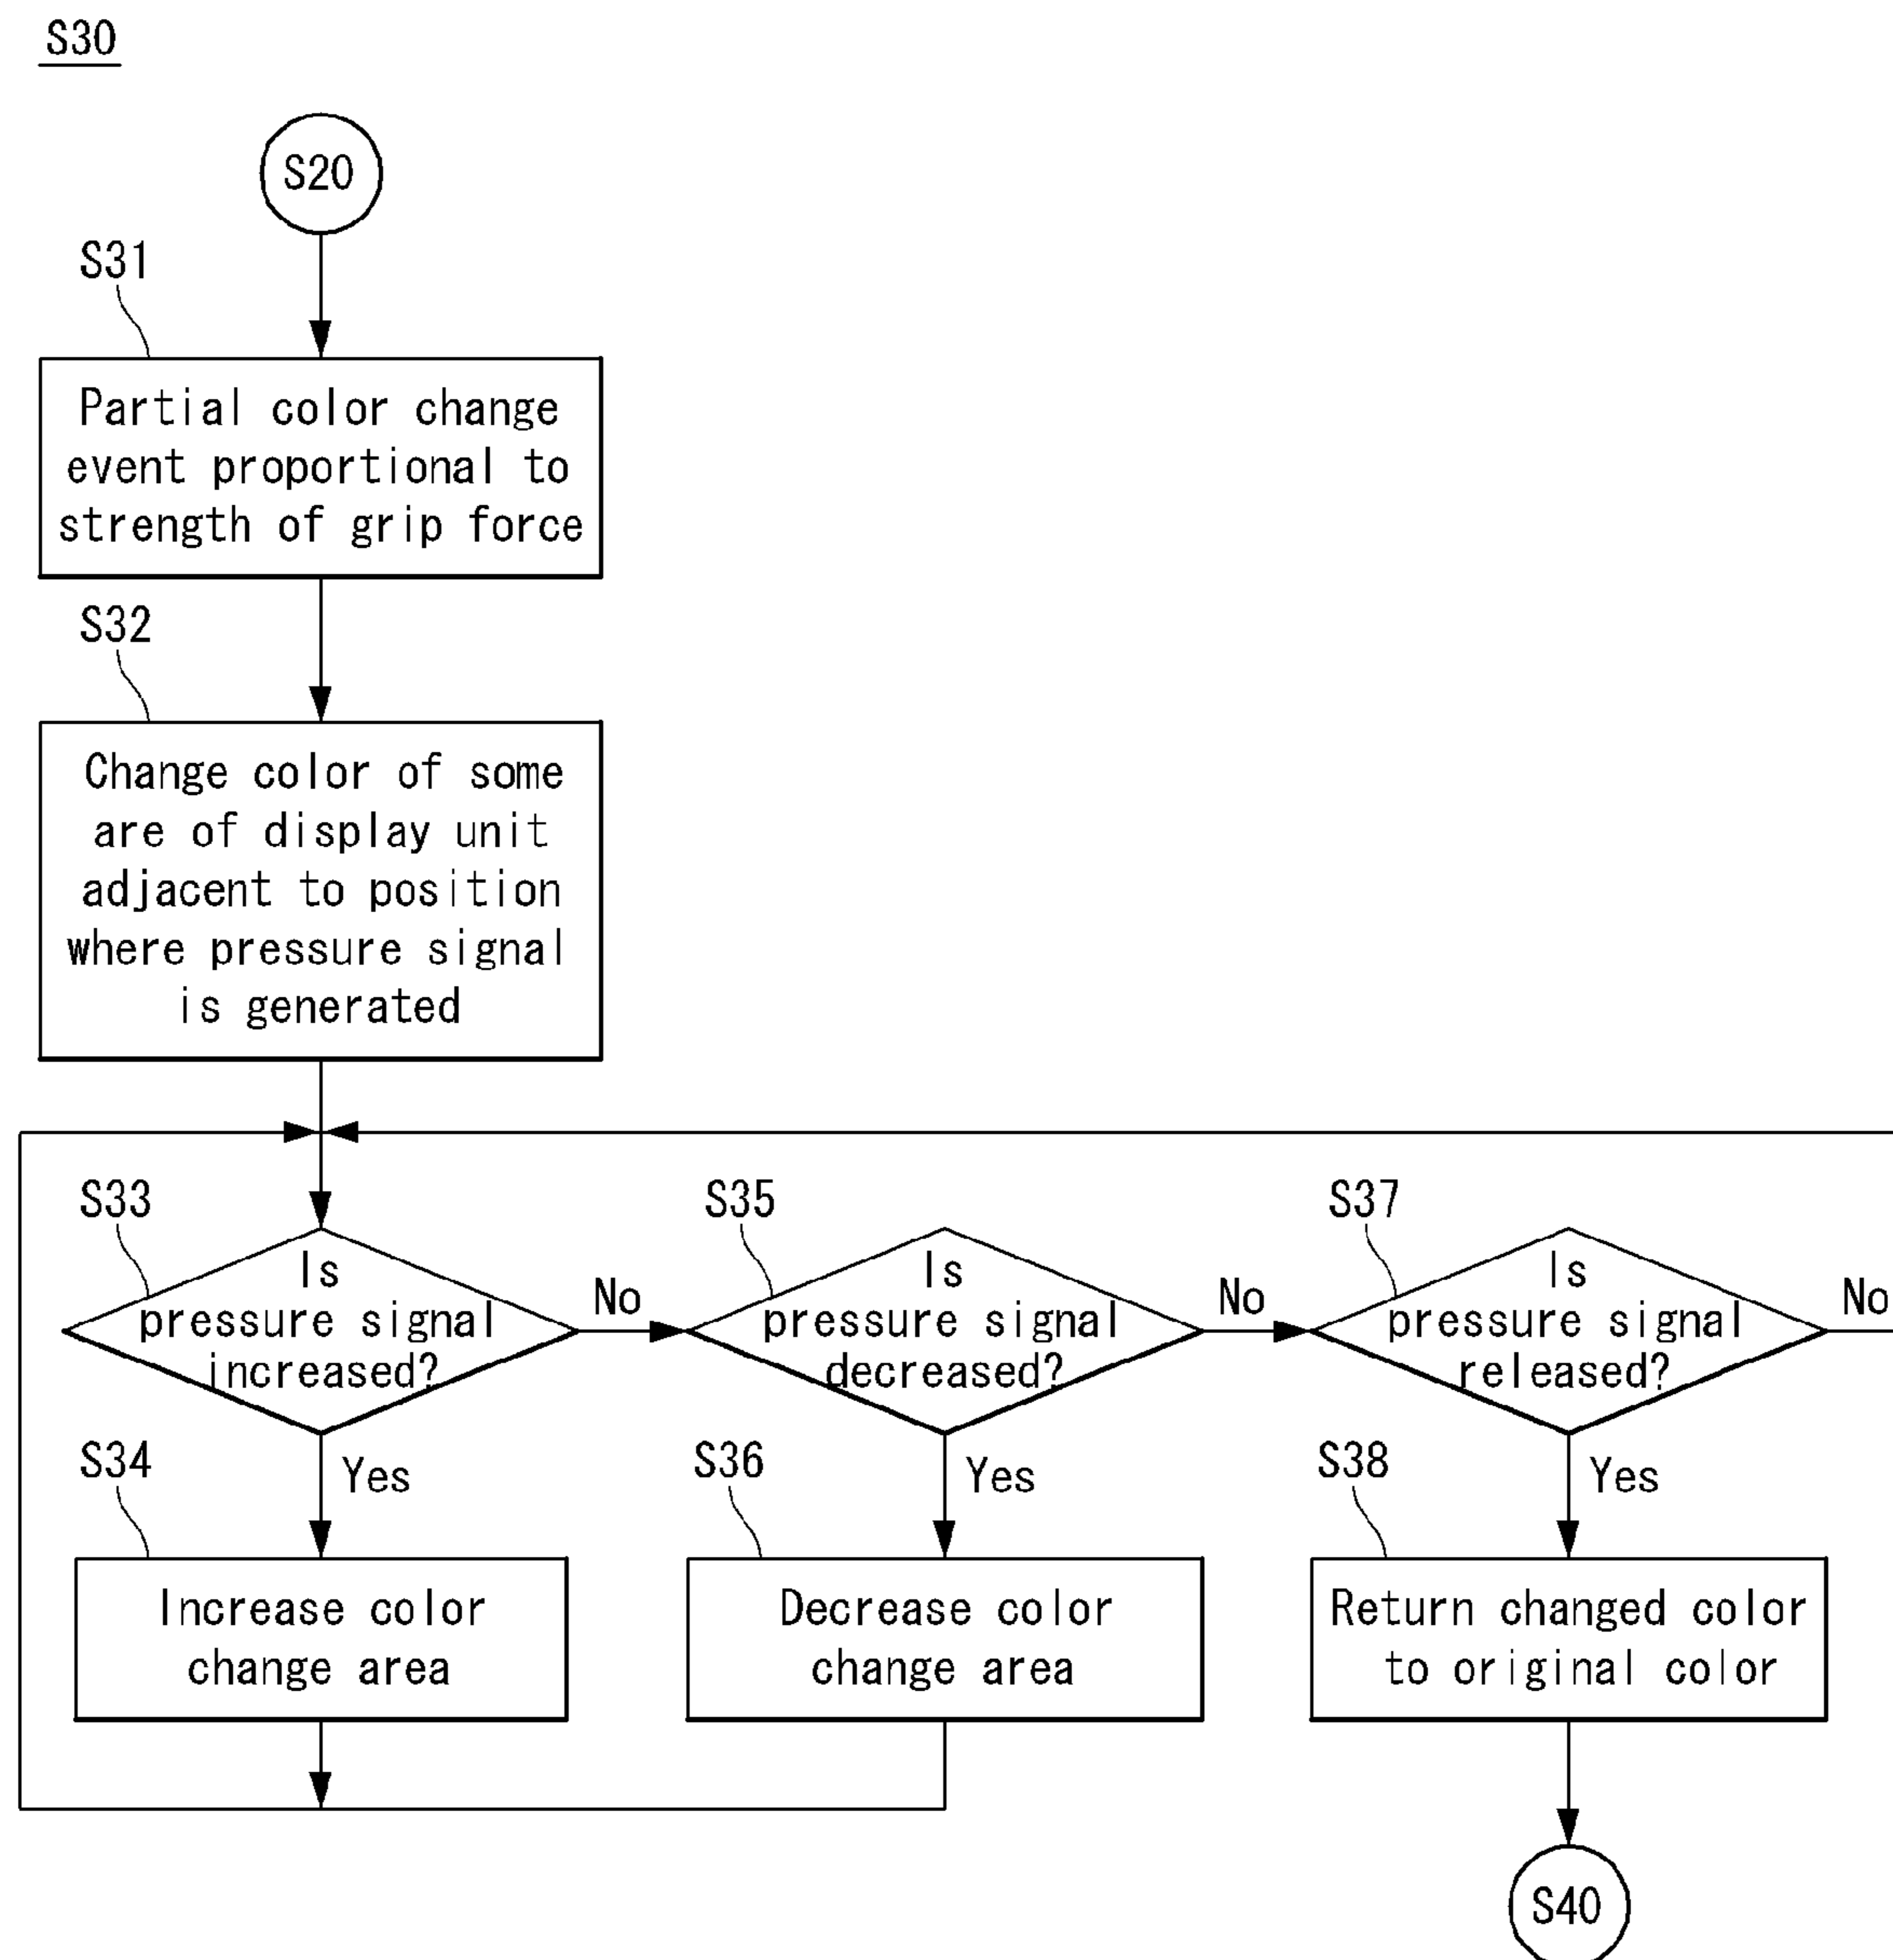 S30
S20
S31
Partial color change
event proportional to
strength of grip force
S32
Change color of some
are of display unit
adjacent to position
where pressure signal
is generated
S33
Is
pressure signal
increased?
No
S35
Is
pressure signal
decreased?
No
S37
Is
pressure signal
released?
No
S34
Yes
Increase color
change area
S36
Yes
Decrease color
change area
S38
Yes
Return changed color
to original color
S40